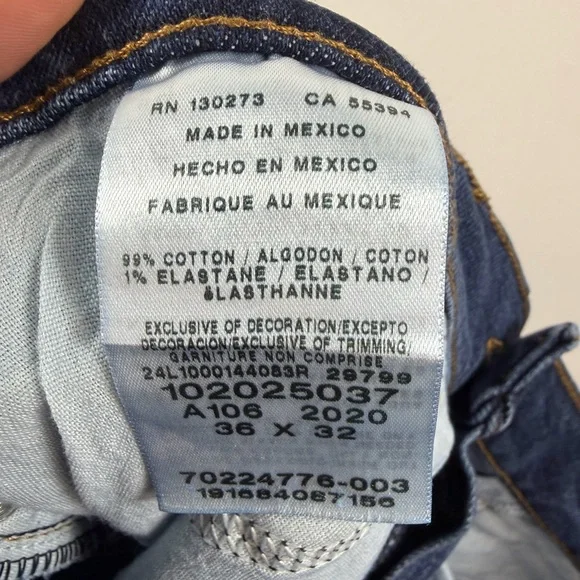 RN 130273 CA 55394
MADE IN MEXICO
HECHO EN MEXICO
FABRIQUE AU MEXIQUE
99% COTTON / ALGODON / COTON
1% ELASTANE / ELASTANO /
ÉLASTHANNE
EXCLUSIVE OF DECORATION/EXCEPTO
DECORACION/EXCLUSIVE OF TRIMMING/
GARNITURE NON COMPRISE
24L1000144083R 29799
102025037
A106 2020
36 X 32
70224776-003
191684087156